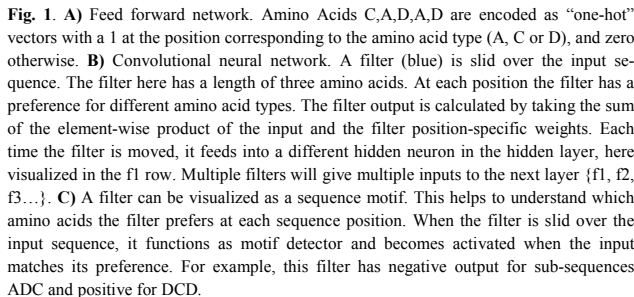 Fig. 1. A) Feed forward network. Amino Acids C,A,D,A,D are encoded as “one-hot”
vectors with a 1 at the position corresponding to the amino acid type (A, C or D), and zero
otherwise. B) Convolutional neural network. A filter (blue) is slid over the input se-
quence. The filter here has a length of three amino acids. At each position the filter has a
preference for different amino acid types. The filter output is calculated by taking the sum
of the element-wise product of the input and the filter position-specific weights. Each
time the filter is moved, it feeds into a different hidden neuron in the hidden layer, here
visualized in the f1 row. Multiple filters will give multiple inputs to the next layer {f1, f2,
f3…}. C) A filter can be visualized as a sequence motif. This helps to understand which
amino acids the filter prefers at each sequence position. When the filter is slid over the
input sequence, it functions as motif detector and becomes activated when the input
matches its preference. For example, this filter has negative output for sub-sequences
ADC and positive for DCD.